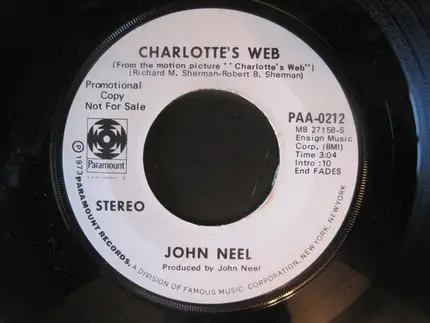 CHARLOTTE'S WEB
(From the motion picture "Charlotte's Web")
(Richard M. Sherman-Robert B. Sherman)
Promotional
Copy
Not For Sale
PAA-0212
MB 27158-S
Ensign Music
Corp. (BMI)
Time 3:04
Intro :10
End FADES
Paramount
STEREO
JOHN NEEL
Produced by John Neel
Ⓟ 1973 PARAMOUNT RECORDS, A DIVISION OF FAMOUS MUSIC CORPORATION, NEW YORK, NEW YORK